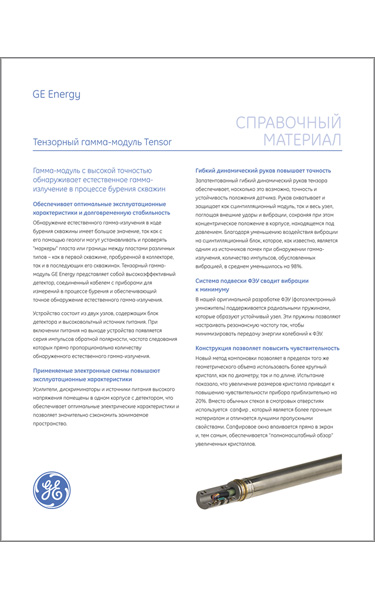 GE Energy
СПРАВОЧНЫЙ
МАТЕРИАЛ
Тензорный гамма-модуль Tensor
Гамма-модуль с высокой точностью
обнаруживает естественное гамма-
излучение в процессе бурения скважин
Обеспечивает оптимальные эксплуатационные
характеристики и долговременную стабильность
Обнаружение естественного гамма-излучения в ходе
бурения скважины имеет большое значение, так как с
его помощью геологи могут устанавливать и проверять
"маркеры" пластов или границы между пластами различных
типов – как в первой скважине, пробуренной в коллекторе,
так и в последующих его скважинах. Тензорный гамма-
модуль GE Energy представляет собой высокоэффективный
детектор, соединенный кабелем с приборами для
измерений в процессе бурения и обеспечивающий
точное обнаружение естественного гамма-излучения.
Устройство состоит из двух узлов, содержащих блок
детектора и высоковольтный источник питания. При
включении питания на выходе устройства появляется
серия импульсов обратной полярности, частота следования
которых прямо пропорциональна количеству
обнаруженного естественного гамма-излучения.
Применяемые электронные схемы повышают
эксплуатационные характеристики
Усилители, дискриминаторы и источники питания высокого
напряжения помещены в одном корпусе с детектором, что
обеспечивает оптимальные электрические характеристики и
позволяет значительно сэкономить занимаемое
пространство.
Гибкий динамический рукав повышает точность
Запатентованный гибкий динамический рукав тензора
обеспечивает, насколько это возможно, точность и
устойчивость положения датчика. Рукав охватывает и
защищает как сцинтилляционный модуль, так и весь узел,
поглощая внешние удары и вибрации, сохраняя при этом
концентрическое положение в корпусе, находящемся под
давлением. Благодаря уменьшению воздействия вибрации
на сцинтилляционный блок, которое, как известно, является
одним из источников помех при обнаружении гамма-
излучения, количество импульсов, обусловленных
вибрацией, в среднем уменьшилось на 98%.
Система подвески ФЭУ сводит вибрации
к минимуму
В нашей оригинальной разработке ФЭУ (фотоэлектронный
умножитель) поддерживается радиальными пружинами,
которые образует устойчивый узел. Эти пружины позволяют
настраивать резонансную частоту так, чтобы
минимизировать передачу энергии колебаний к ФЭУ.
Конструкция позволяет повысить чувствительность
Новый метод компоновки позволяет в пределах того же
геометрического объема использовать более крупный
кристалл, как по диаметру, так и по длине. Испытание
показало, что увеличение размеров кристалла приводит к
повышению чувствительности прибора приблизительно на
20%. Вместо обычных стекол в смотровых отверстиях
используется сапфир , который является более прочным
материалом и отличается лучшими пропускными
свойствами. Сапфировое окно впаивается прямо в экран
и, тем самым, обеспечивается "полномасштабный обзор"
увеличенных кристаллов.
GE